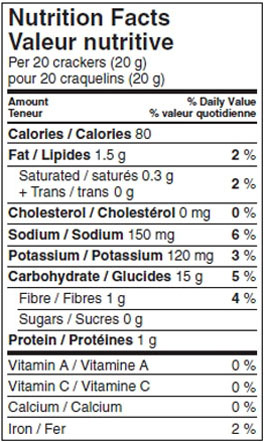 Nutrition Facts
Valeur nutritive
Per 20 crackers (20 g)
pour 20 craquelins (20 g)
Amount % Daily Value
Teneur % valeur quotidienne
Calories / Calories 80
Fat / Lipides 1.5 g 2 %
Saturated / saturés 0.3 g
+ Trans / trans 0 g 2 %
Cholesterol / Cholestérol 0 mg 0 %
Sodium / Sodium 150 mg 6 %
Potassium / Potassium 120 mg 3 %
Carbohydrate / Glucides 15 g 5 %
Fibre / Fibres 1 g 4 %
Sugars / Sucres 0 g
Protein / Protéines 1 g
Vitamin A / Vitamine A 0 %
Vitamin C / Vitamine C 0 %
Calcium / Calcium 0 %
Iron / Fer 2 %